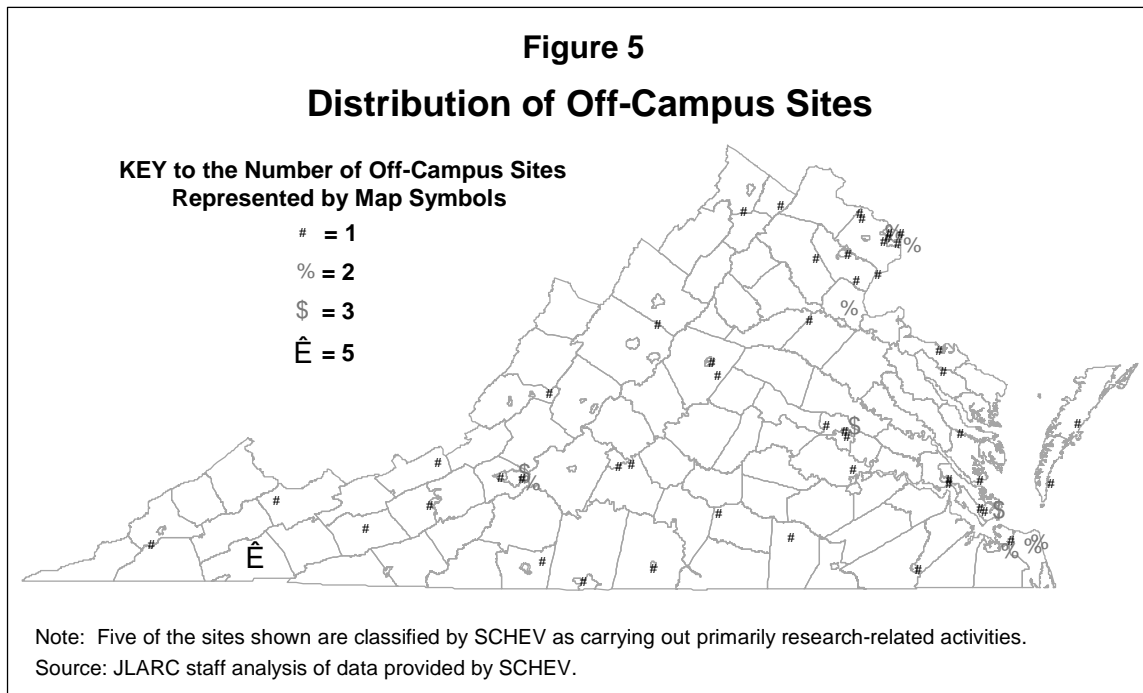 Figure 5
Distribution of Off-Campus Sites
KEY to the Number of Off-Campus Sites
Represented by Map Symbols
# = 1
% = 2
$ = 3
Ê = 5
Note: Five of the sites shown are classified by SCHEV as carrying out primarily research-related activities.
Source: JLARC staff analysis of data provided by SCHEV.